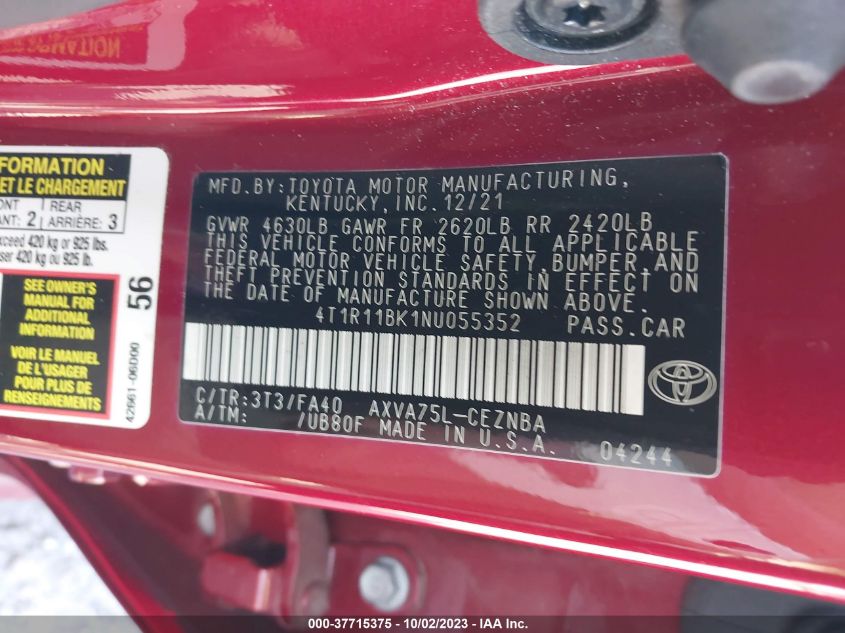 NOITAM
FORMATION
ET LE CHARGEMENT
ONT REAR
ANT: 2 ARRIÈRE: 3
exceed 420 kg or 925 lbs.
ser 420 kg ou 925 lb.
SEE OWNER'S
MANUAL FOR
ADDITIONAL
INFORMATION
VOIR LE MANUEL
DE L'USAGER
POUR PLUS DE
RENSEIGNEMENTS
56
42661-06D00
MFD.BY:TOYOTA MOTOR MANUFACTURING,
KENTUCKY,INC.12/21
GVWR 4630LB GAWR FR 2620LB RR 2420LB
THIS VEHICLE CONFORMS TO ALL APPLICABLE
FEDERAL MOTOR VEHICLE SAFETY,BUMPER,AND
THEFT PREVENTION STANDARDS IN EFFECT ON
THE DATE OF MANUFACTURE SHOWN ABOVE.
4T1R11BK1NU055352 PASS.CAR
C/TR:3T3/FA40 AXVA75L-CEZNBA
A/TM: /UB80F MADE IN U.S.A.
04244
000-37715375 - 10/02/2023 - IAA Inc.